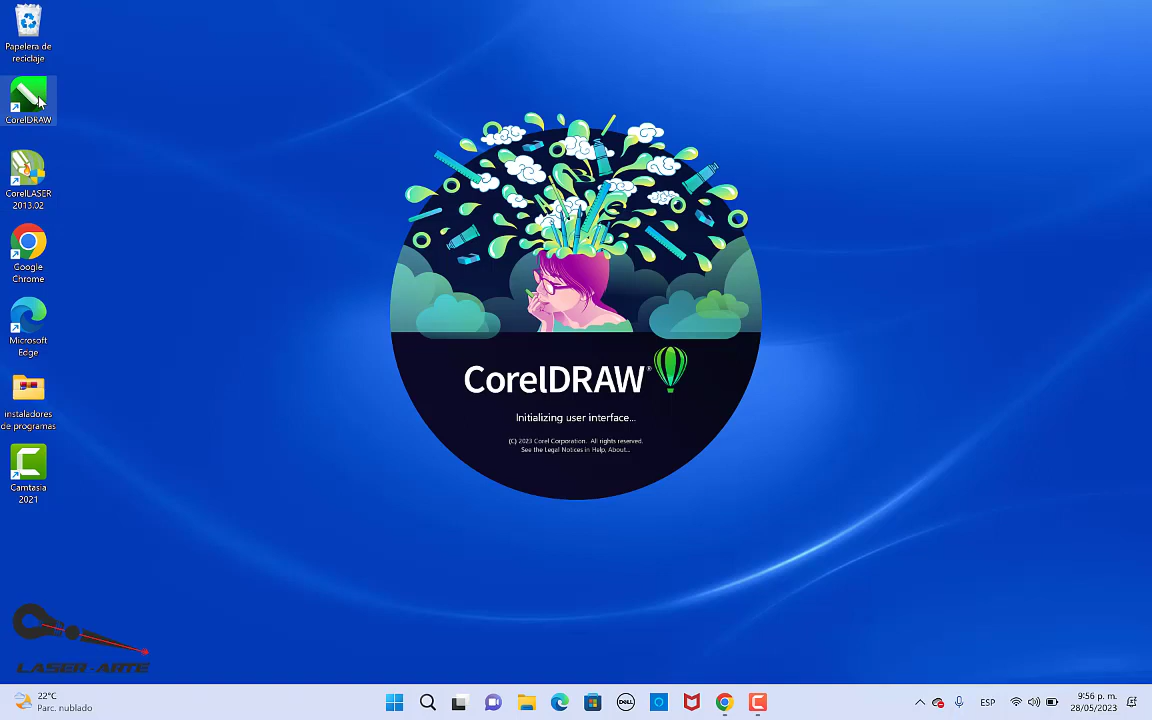 Papelera de
reciclaje
CorelDRAW
CorelLASER
2013.02
Google
Chrome
Microsoft
Edge
instaladores
de programas
Camtasia
2021
CorelDRAW®
Initializing user interface...
(C) 2023 Corel Corporation. All rights reserved.
See the Legal Notices in Help, About...
LASER-ARTE
22°C
Parc. nublado
DELL
ESP
9:56 p. m.
28/05/2023